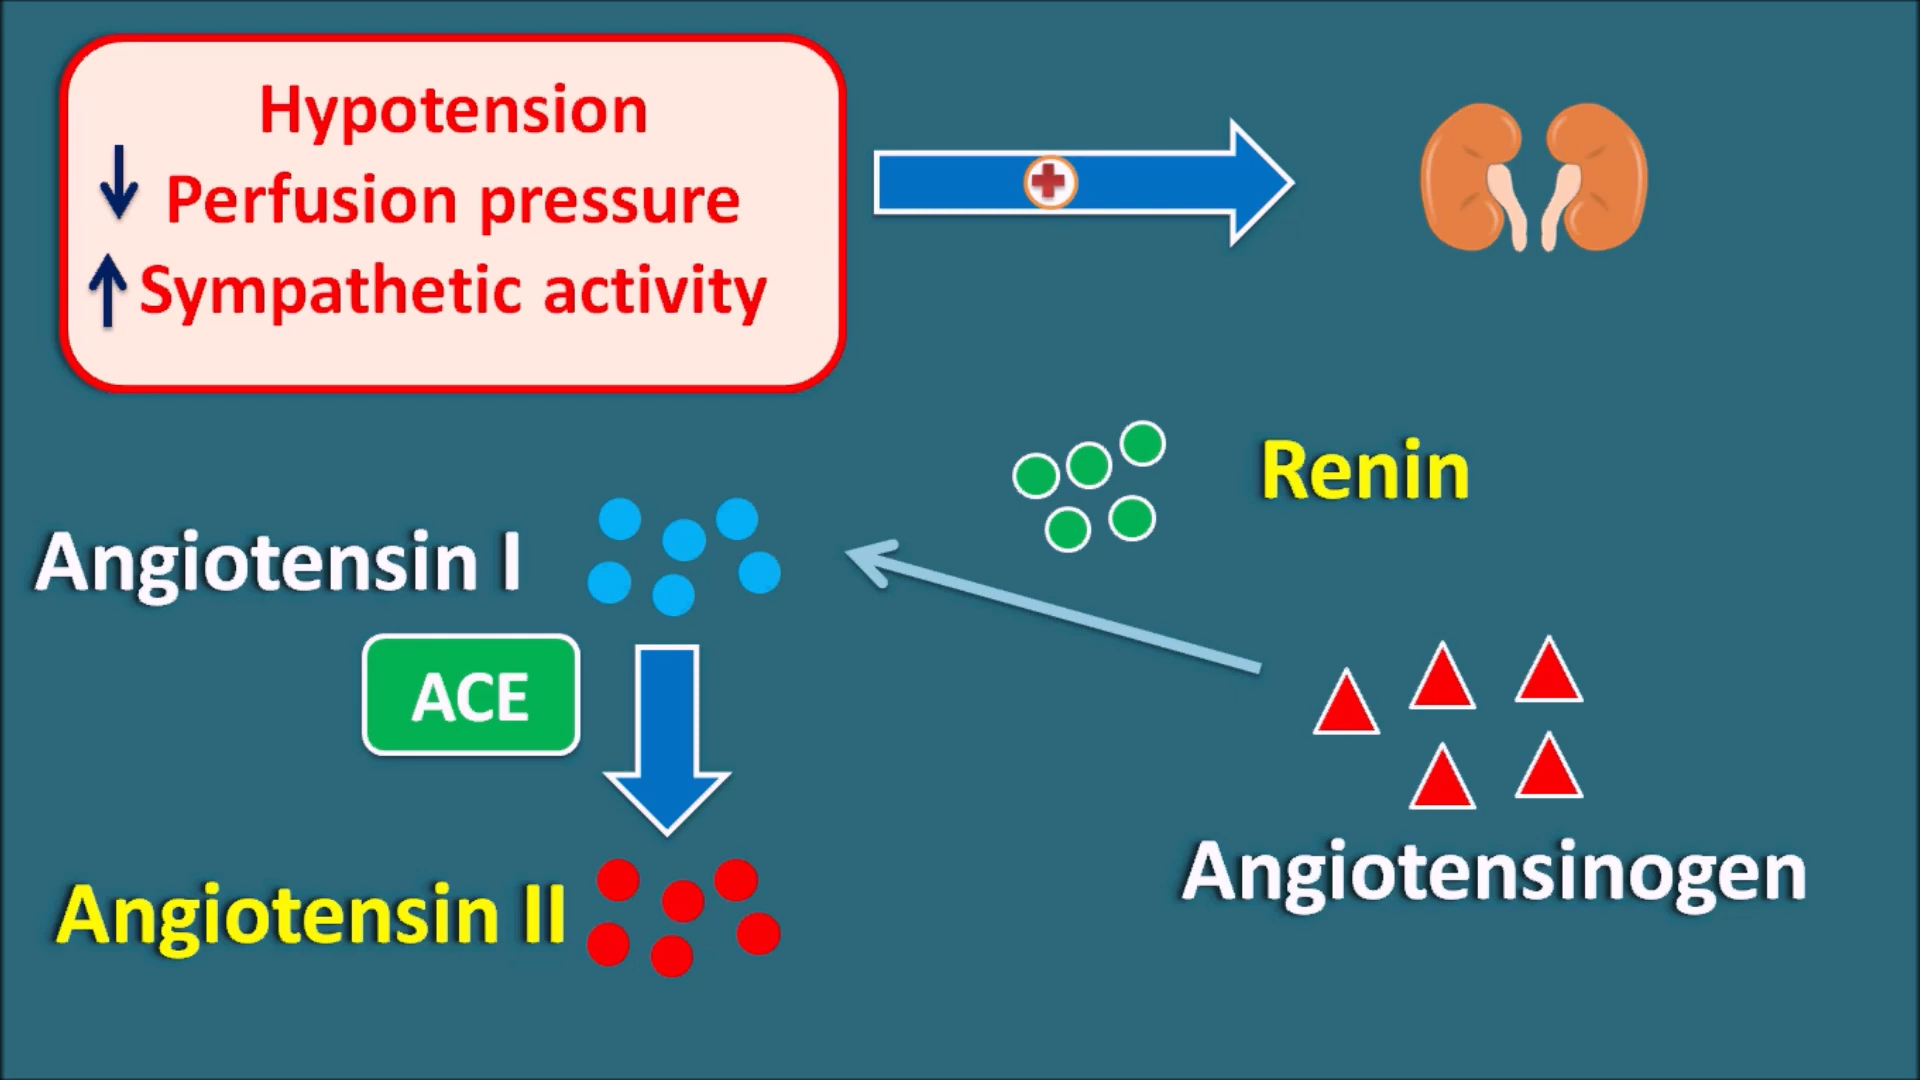 Hypotension
Perfusion pressure
Sympathetic activity
Renin
Angiotensin I
ACE
Angiotensinogen
Angiotensin II